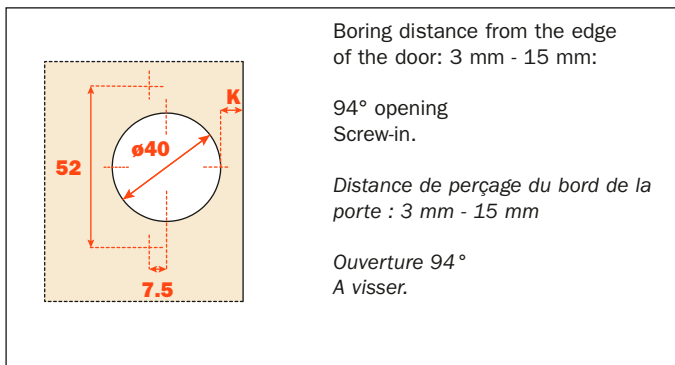 Boring distance from the edge
of the door: 3 mm - 15 mm:
94° opening
Screw-in.
Distance de perçage du bord de la
porte : 3 mm - 15 mm
Ouverture 94°
A visser.
K
ø40
52
7.5